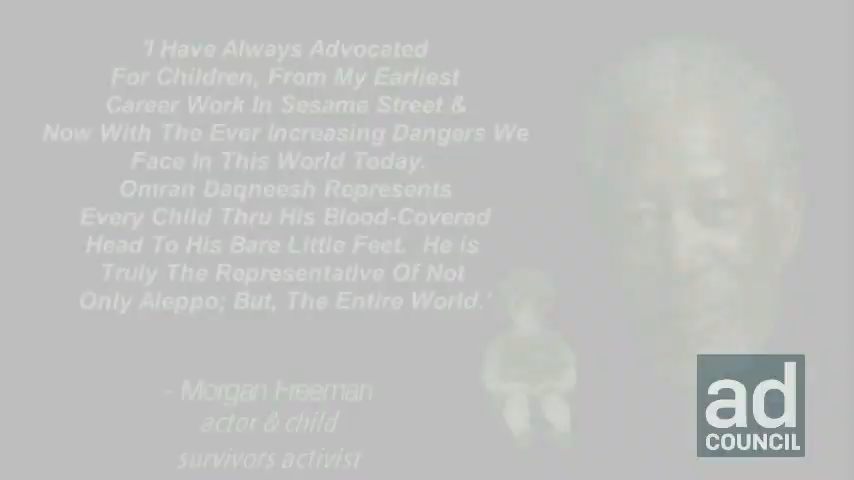 'I Have Always Advocated
For Children, From My Earliest
Career Work In Sesame Street &
Now With The Ever Increasing Dangers We
Face In This World Today.
Omran Daqneesh Represents
Every Child Thru His Blood-Covered
Head To His Bare Little Feet.  He is
Truly The Representative Of Not
Only Aleppo; But, The Entire World.'
- Morgan Freeman
actor & child
survivors activist
ad
COUNCIL